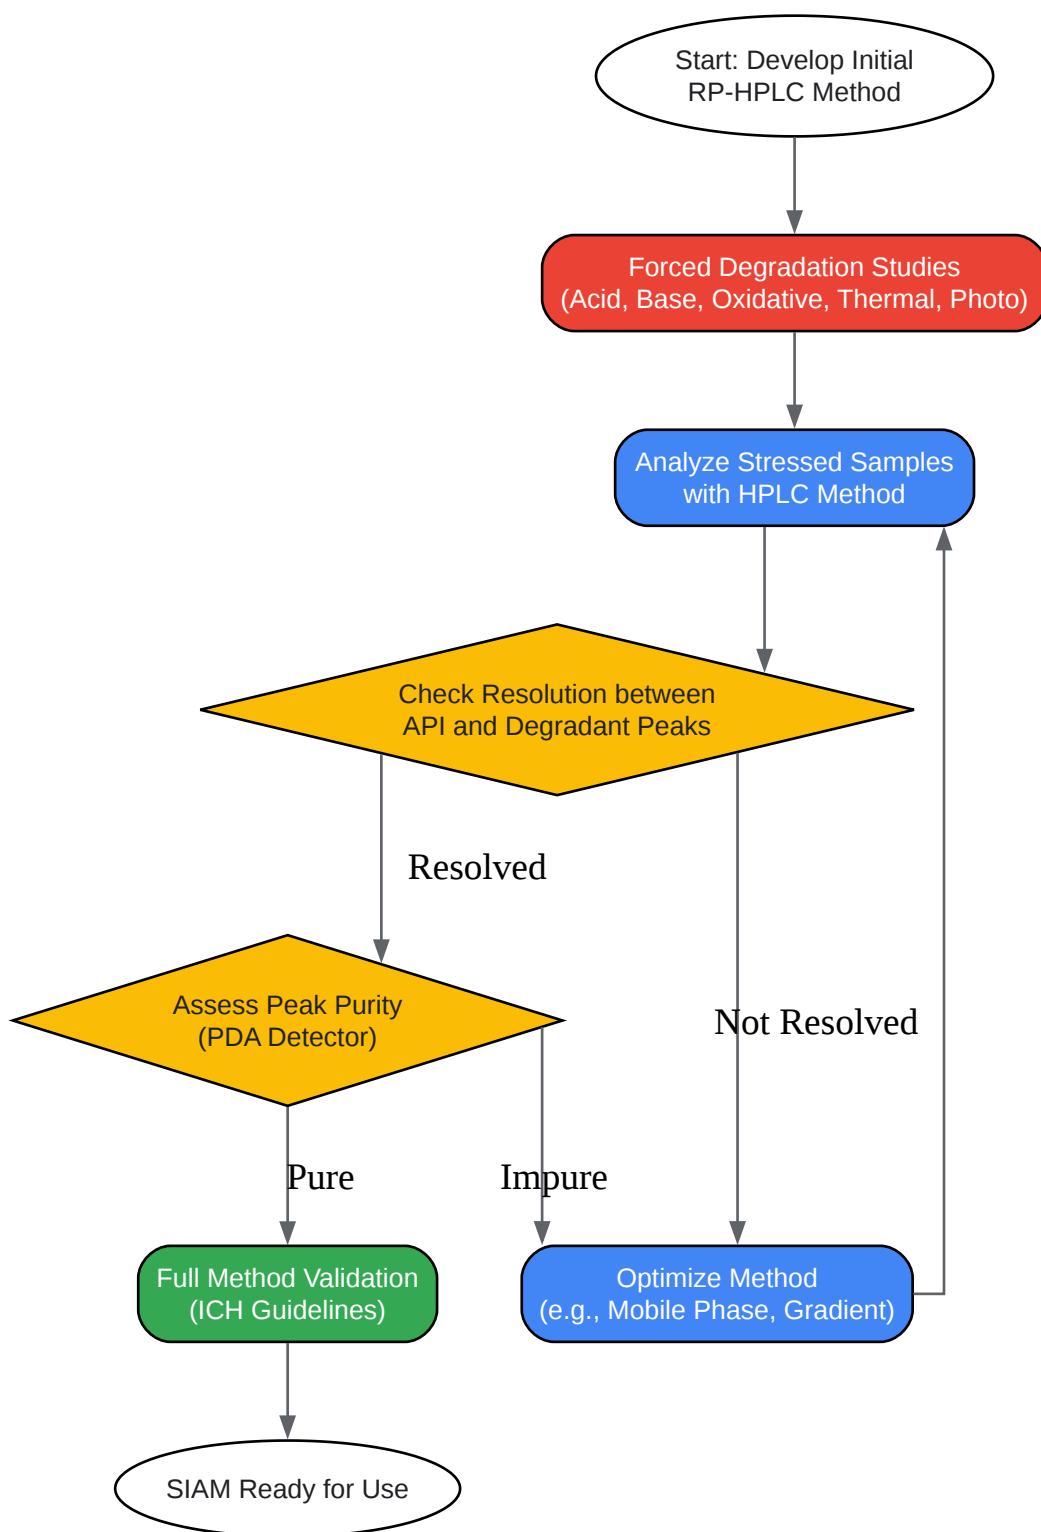 Start: Develop Initial
RP-HPLC Method
Forced Degradation Studies
(Acid, Base, Oxidative, Thermal, Photo)
Analyze Stressed Samples
with HPLC Method
Check Resolution between
API and Degradant Peaks
Resolved
Assess Peak Purity
(PDA Detector)
Not Resolved
Pure
Impure
Full Method Validation
(ICH Guidelines)
Optimize Method
(e.g., Mobile Phase, Gradient)
SIAM Ready for Use